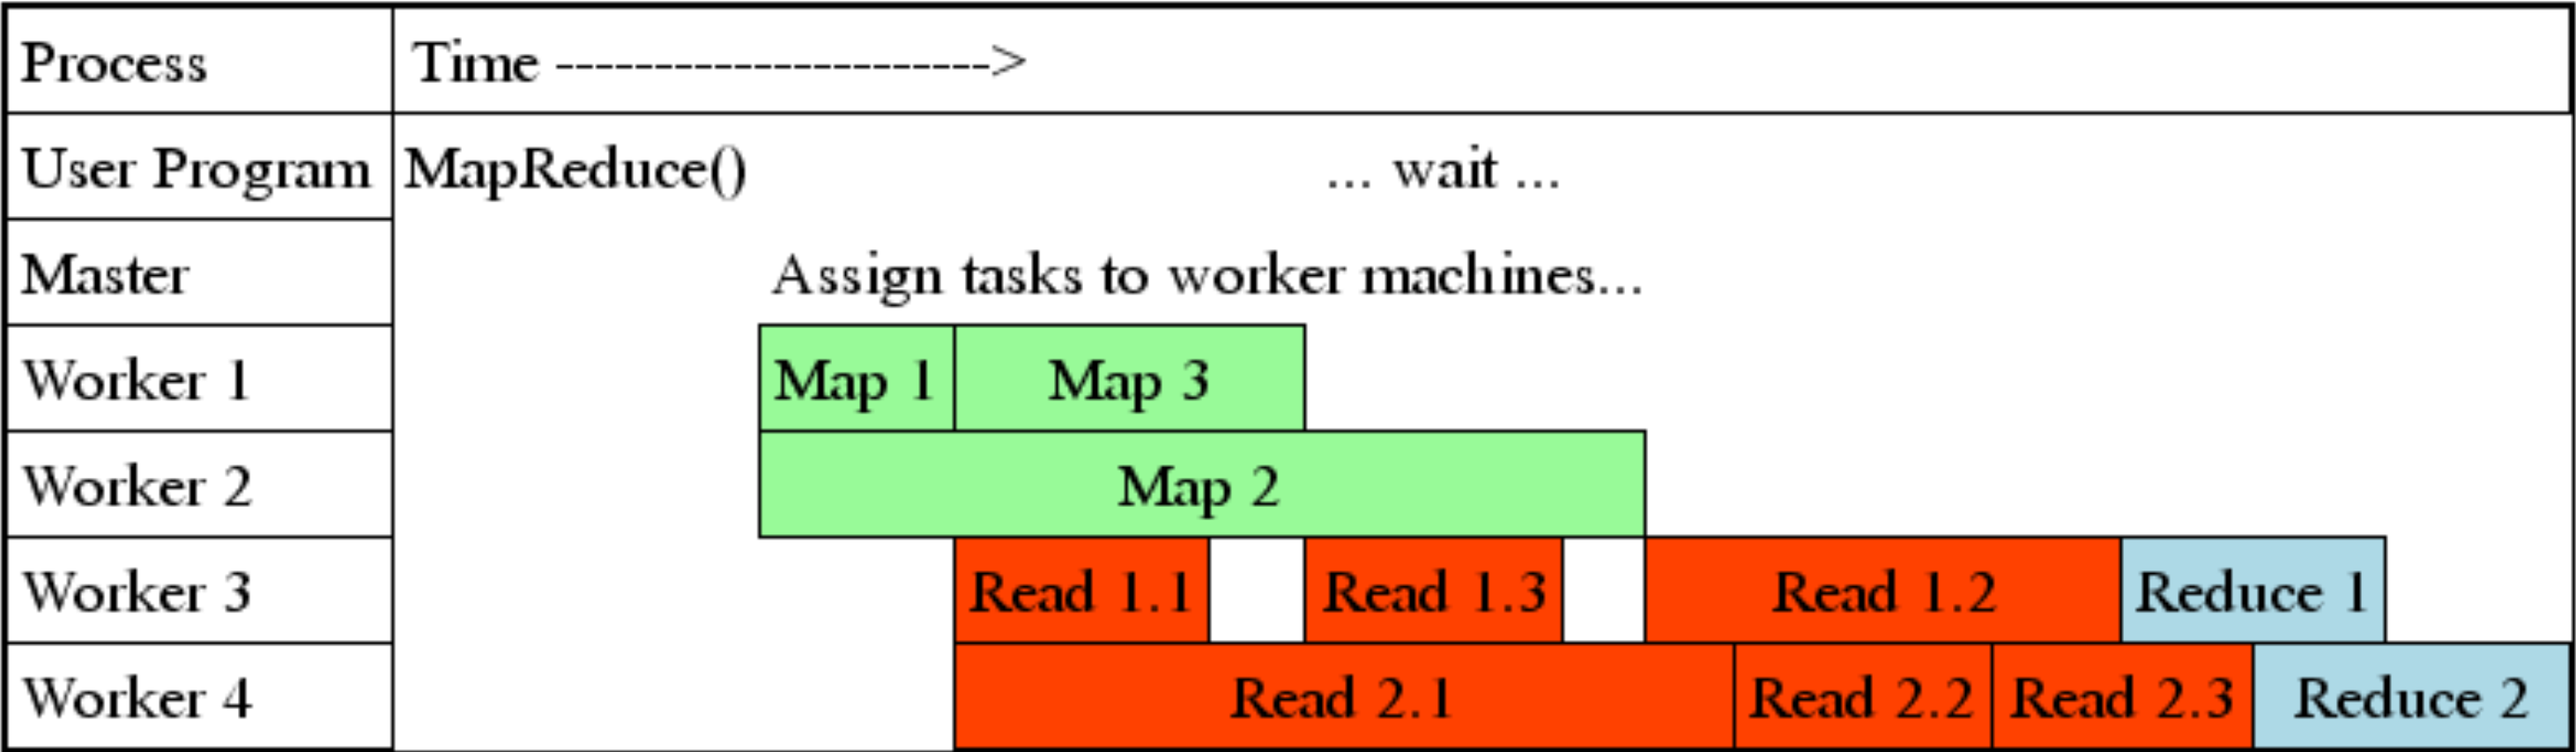 Process Time ---------------------->
User Program MapReduce() ... wait ...
Master Assign tasks to worker machines...
Worker 1 Map 1 Map 3
Worker 2 Map 2
Worker 3 Read 1.1 Read 1.3 Read 1.2 Reduce 1
Worker 4 Read 2.1 Read 2.2 Read 2.3 Reduce 2